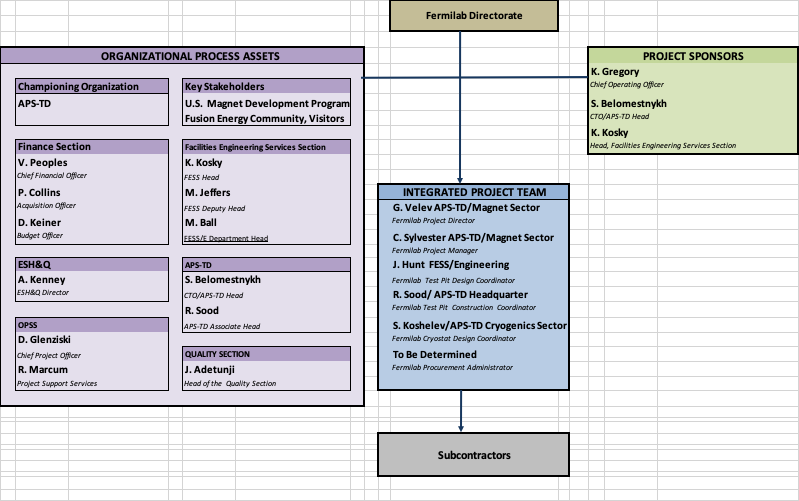 Fermilab Directorate
ORGANIZATIONAL PROCESS ASSETS
Championing Organization
APS-TD
Key Stakeholders
U.S. Magnet Development Program
Fusion Energy Community, Visitors
Finance Section
V. Peoples
Chief Financial Officer
P. Collins
Acquisition Officer
D. Keiner
Budget Officer
Facilities Engineering Services Section
K. Kosky
FESS Head
M. Jeffers
FESS Deputy Head
M. Ball
FESS/E Department Head
ESH&Q
A. Kenney
ESH&Q Director
APS-TD
S. Belomestnykh
CTO/APS-TD Head
R. Sood
APS-TD Associate Head
OPSS
D. Glenziski
Chief Project Officer
R. Marcum
Project Support Services
QUALITY SECTION
J. Adetunji
Head of the Quality Section
PROJECT SPONSORS
K. Gregory
Chief Operating Officer
S. Belomestnykh
CTO/APS-TD Head
K. Kosky
Head, Facilities Engineering Services Section
INTEGRATED PROJECT TEAM
G. Velev APS-TD/Magnet Sector
Fermilab Project Director
C. Sylvester APS-TD/Magnet Sector
Fermilab Project Manager
J. Hunt FESS/Engineering
Fermilab Test Pit Design Coordinator
R. Sood/ APS-TD Headquarter
Fermilab Test Pit Construction Coordinator
S. Koshelev/APS-TD Cryogenics Sector
Fermilab Cryostat Design Coordinator
To Be Determined
Fermilab Procurement Administrator
Subcontractors